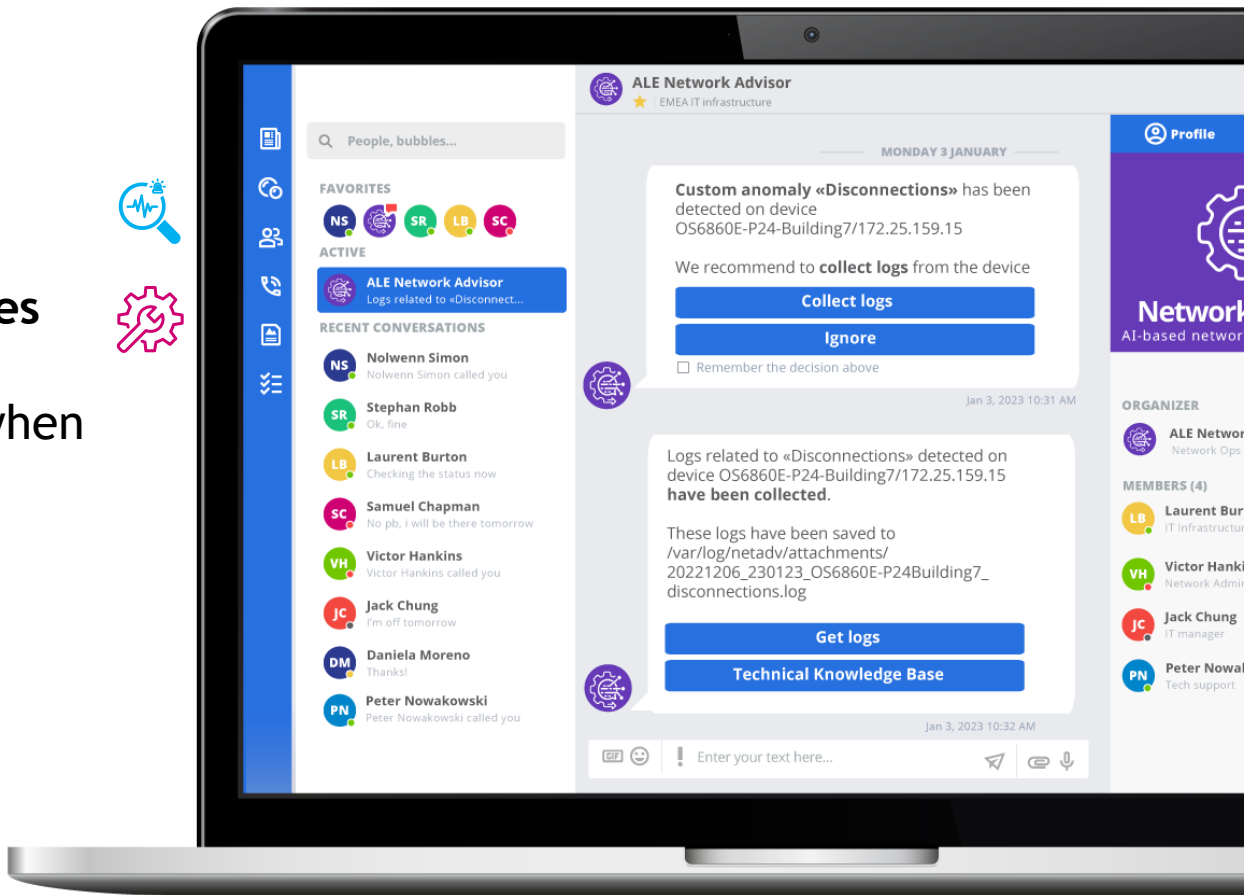 es
when
People, bubbles...
FAVORITES
NS
SR
LB
SC
ACTIVE
ALE Network Advisor
Logs related to «Disconnect...
RECENT CONVERSATIONS
NS
Nolwenn Simon
Nolwenn Simon called you
SR
Stephan Robb
Ok, fine
LB
Laurent Burton
Checking the status now
SC
Samuel Chapman
No pb, i will be there tomorrow
VH
Victor Hankins
Victor Hankins called you
JC
Jack Chung
I'm off tomorrow
DM
Daniela Moreno
Thanks!
PN
Peter Nowakowski
Peter Nowakowski called you
ALE Network Advisor
EMEA IT infrastructure
MONDAY 3 JANUARY
Custom anomaly «Disconnections» has been
detected on device
OS6860E-P24-Building7/172.25.159.15
We recommend to collect logs from the device
Collect logs
Ignore
Remember the decision above
Jan 3, 2023 10:31 AM
Logs related to «Disconnections» detected on
device OS6860E-P24-Building7/172.25.159.15
have been collected.
These logs have been saved to
/var/log/netadv/attachments/
20221206_230123_OS6860E-P24Building7_
disconnections.log
Get logs
Technical Knowledge Base
Jan 3, 2023 10:32 AM
GIF
Enter your text here...
Profile
Network
AI-based networ
ORGANIZER
ALE Networ
Network Ops
MEMBERS (4)
LB
Laurent Bur
IT Infrastructur
VH
Victor Hanki
Network Admi
JC
Jack Chung
IT manager
PN
Peter Nowal
Tech support